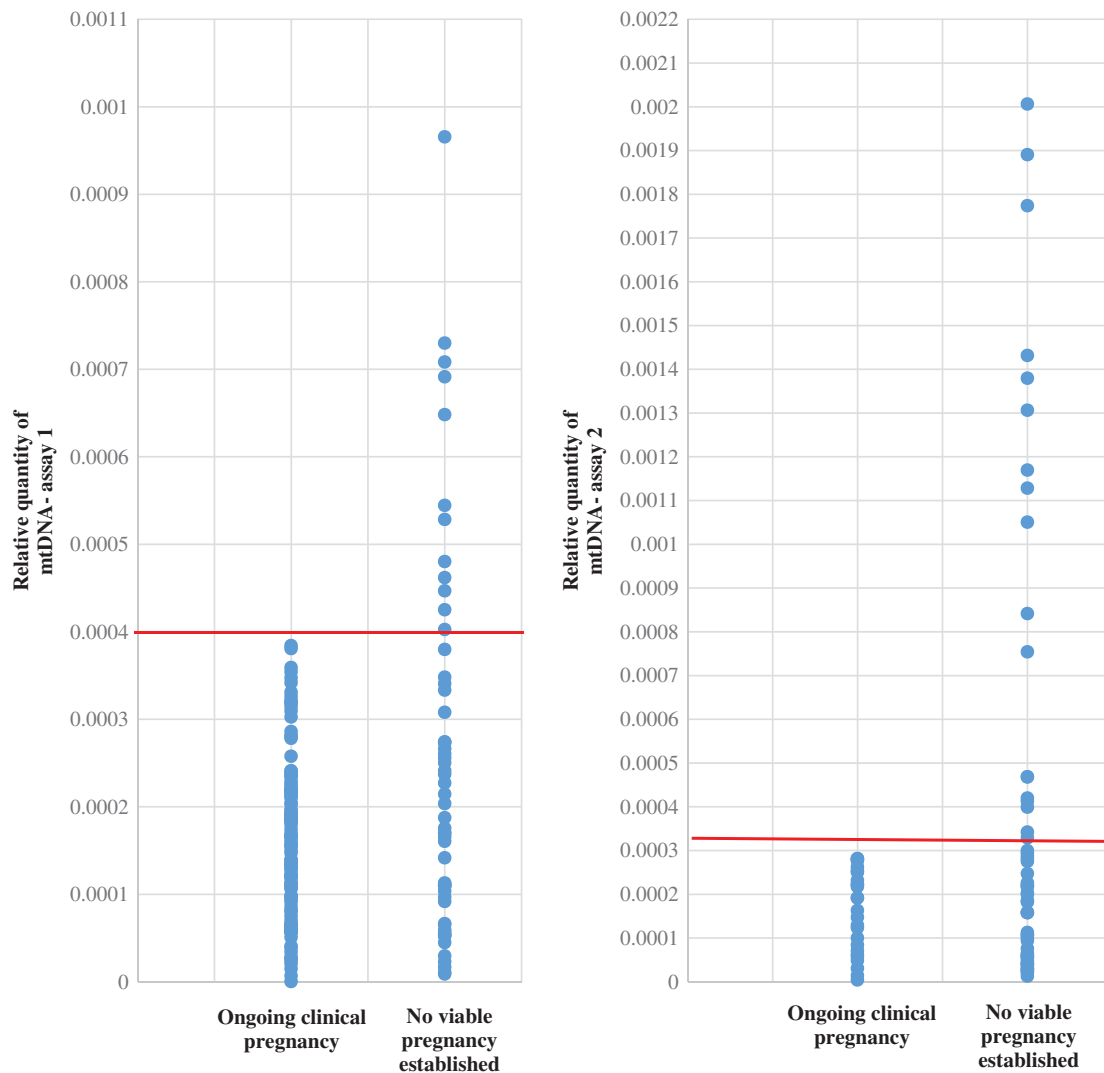 0.0011
0.001
0.0009
0.0008
0.0007
0.0006
0.0005
0.0004
0.0003
0.0002
0.0001
0
Relative quantity of
mtDNA- assay 1
Ongoing clinical
pregnancy
No viable
pregnancy
established
0.0022
0.0021
0.002
0.0019
0.0018
0.0017
0.0016
0.0015
0.0014
0.0013
0.0012
0.0011
0.001
0.0009
0.0008
0.0007
0.0006
0.0005
0.0004
0.0003
0.0002
0.0001
0
Relative quantity of
mtDNA- assay 2
Ongoing clinical
pregnancy
No viable
pregnancy
established